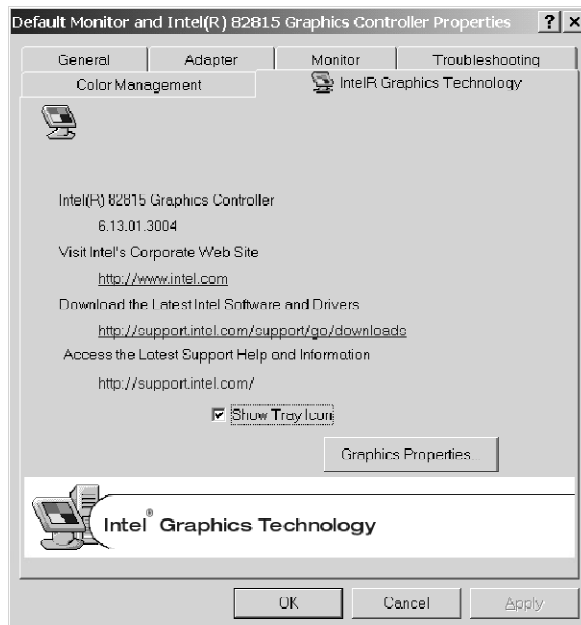 Default Monitor and Intel(R) 82815 Graphics Controller Properties ? ×
General Adapter Monitor Troubleshooting
Color Management IntelR Graphics Technology
Intel(R) 82815 Graphics Controller
6.13.01.3004
Visit Intel's Corporate Web Site
http://www.intel.com
Download the Latest Intel Software and Drivers
http://support.intel.com/support/go/downloads
Access the Latest Support Help and Information
http://support.intel.com/
Show Tray Icon
Graphics Properties...
Intel® Graphics Technology
OK Cancel Apply